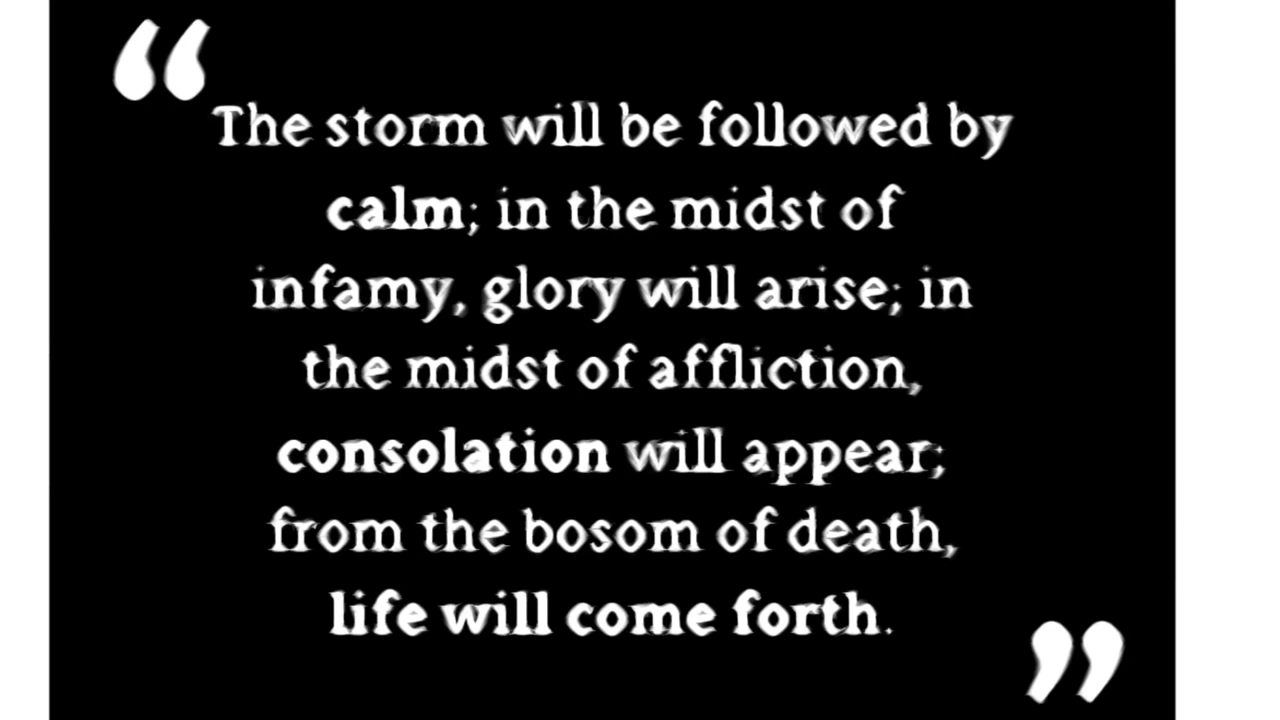 “The storm will be followed by
calm; in the midst of
infamy, glory will arise; in
the midst of affliction,
consolation will appear;
from the bosom of death,
life will come forth.”